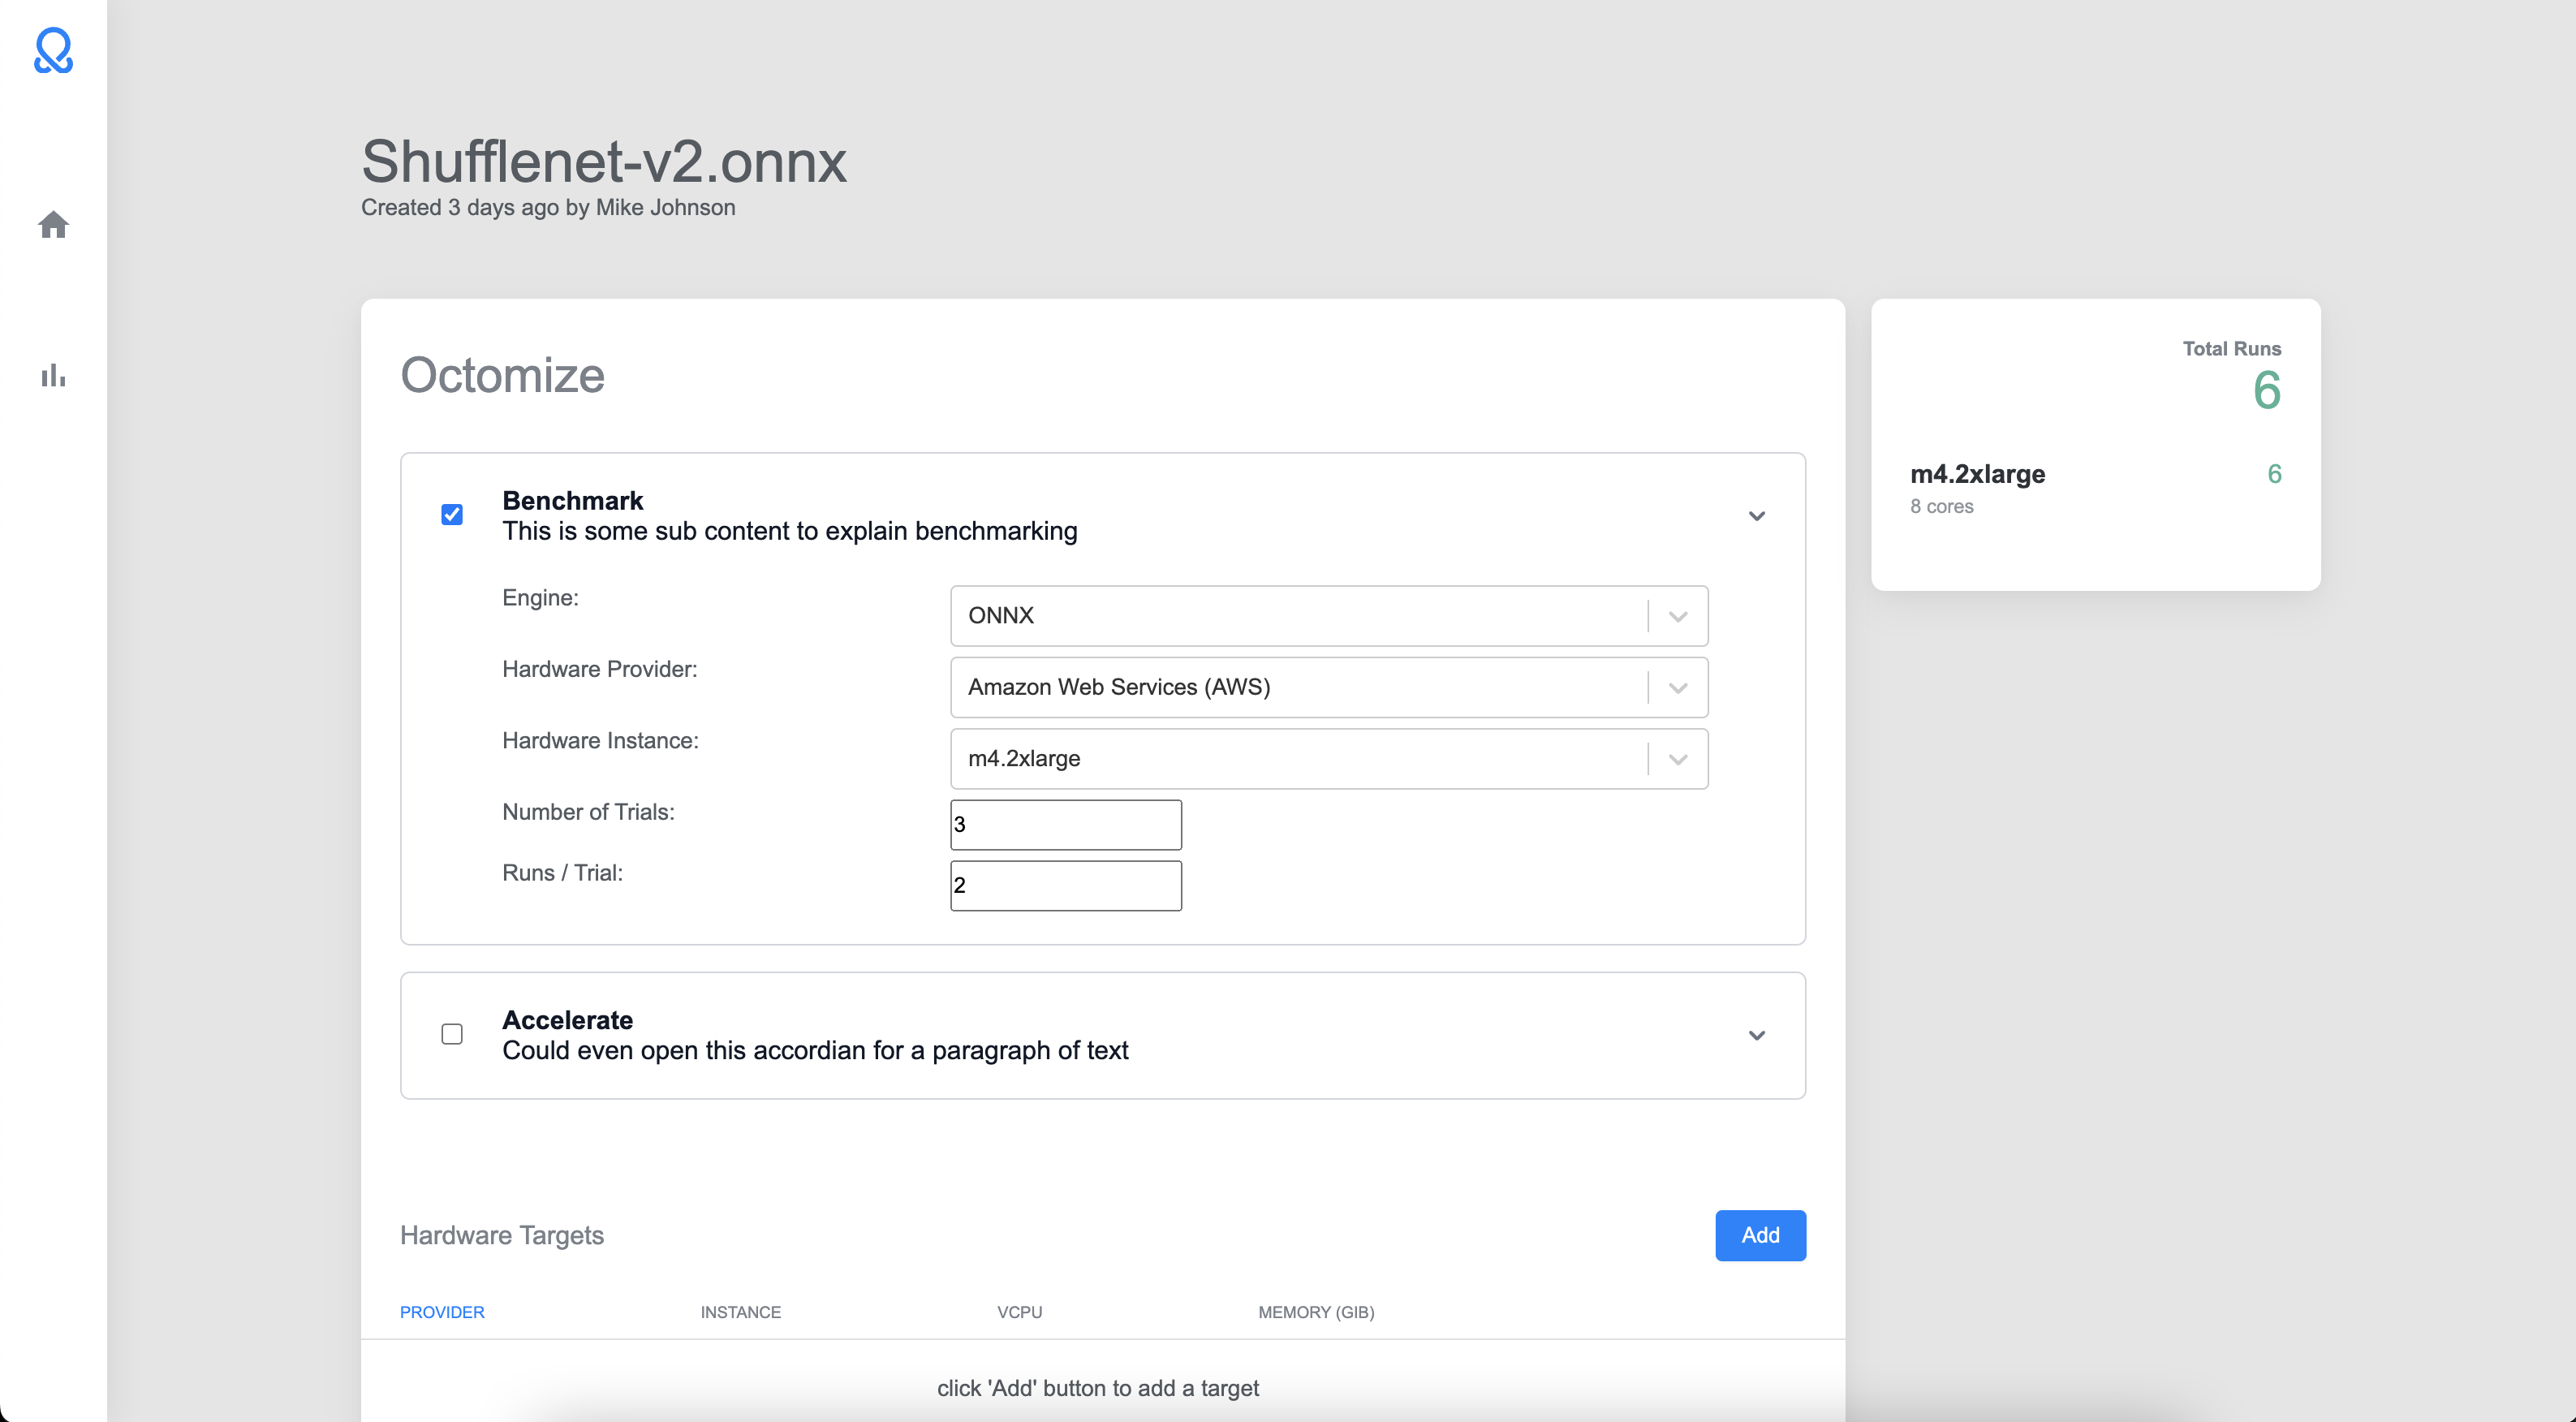 Shufflenet-v2.onnx
Created 3 days ago by Mike Johnson
Octomize
Benchmark
This is some sub content to explain benchmarking
Engine:
ONNX
Hardware Provider:
Amazon Web Services (AWS)
Hardware Instance:
m4.2xlarge
Number of Trials:
3
Runs / Trial:
2
Accelerate
Could even open this accordian for a paragraph of text
Hardware Targets
Add
PROVIDER INSTANCE VCPU MEMORY (GIB)
click 'Add' button to add a target
Total Runs
6
m4.2xlarge 6
8 cores